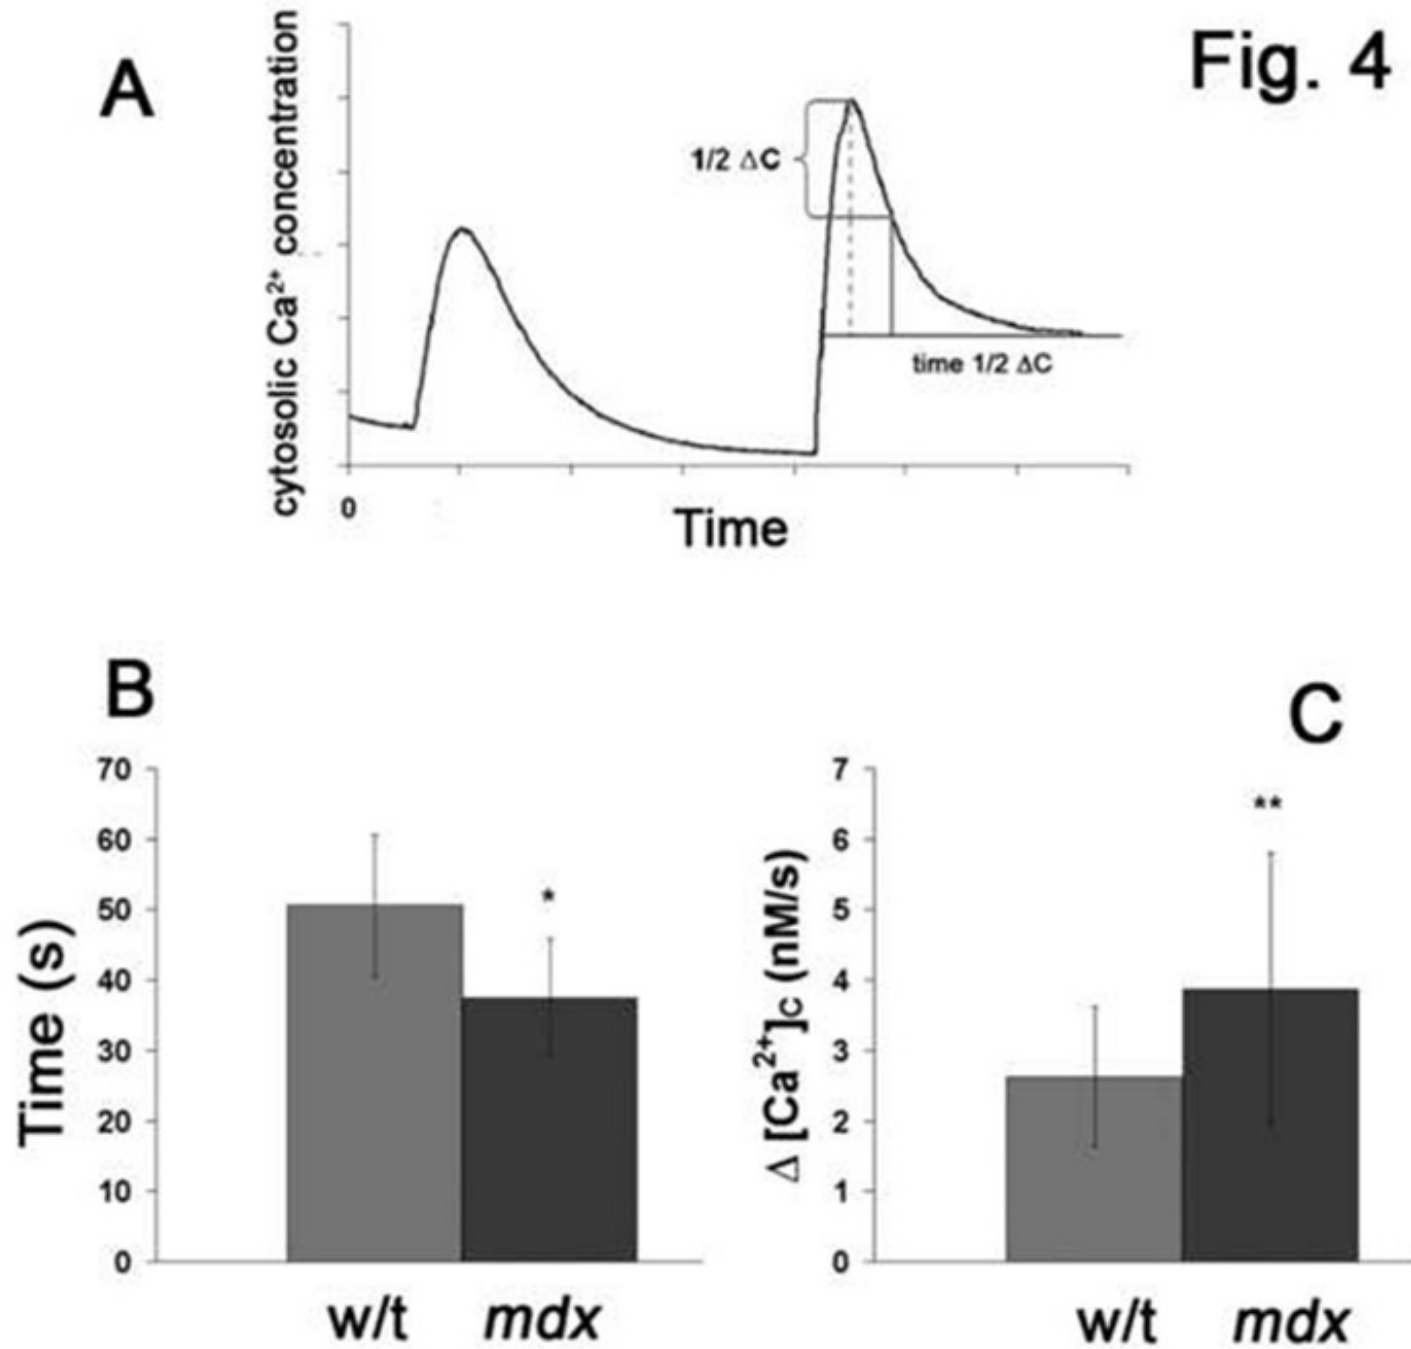 A
Fig. 4
cytosolic Ca²⁺ concentration
1/2 ΔC
time 1/2 ΔC
0
Time
B
C
70
60
50
40
30
20
10
0
Time (s)
*
w/t
mdx
7
6
5
4
3
2
1
0
Δ [Ca²⁺]c (nM/s)
**
w/t
mdx